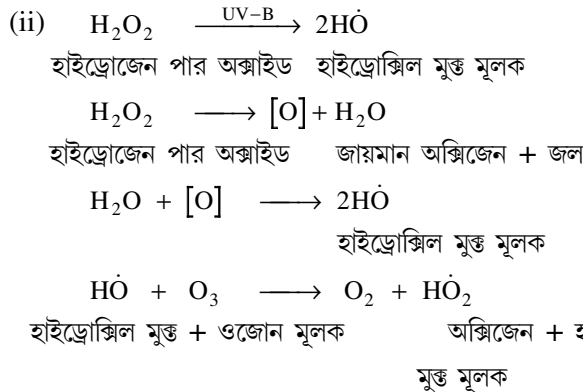 (ii) H₂O₂ —UV–B→ 2HȮ
হাইড্রোজেন পার অক্সাইড হাইড্রোক্সিল মুক্ত মূলক
H₂O₂ ⟶ [O] + H₂O
হাইড্রোজেন পার অক্সাইড জায়মান অক্সিজেন + জল
H₂O + [O] ⟶ 2HȮ
হাইড্রোক্সিল মুক্ত মূলক
HȮ + O₃ ⟶ O₂ + HȮ₂
হাইড্রোক্সিল মুক্ত + ওজোন মূলক অক্সিজেন +
মুক্ত মূলক